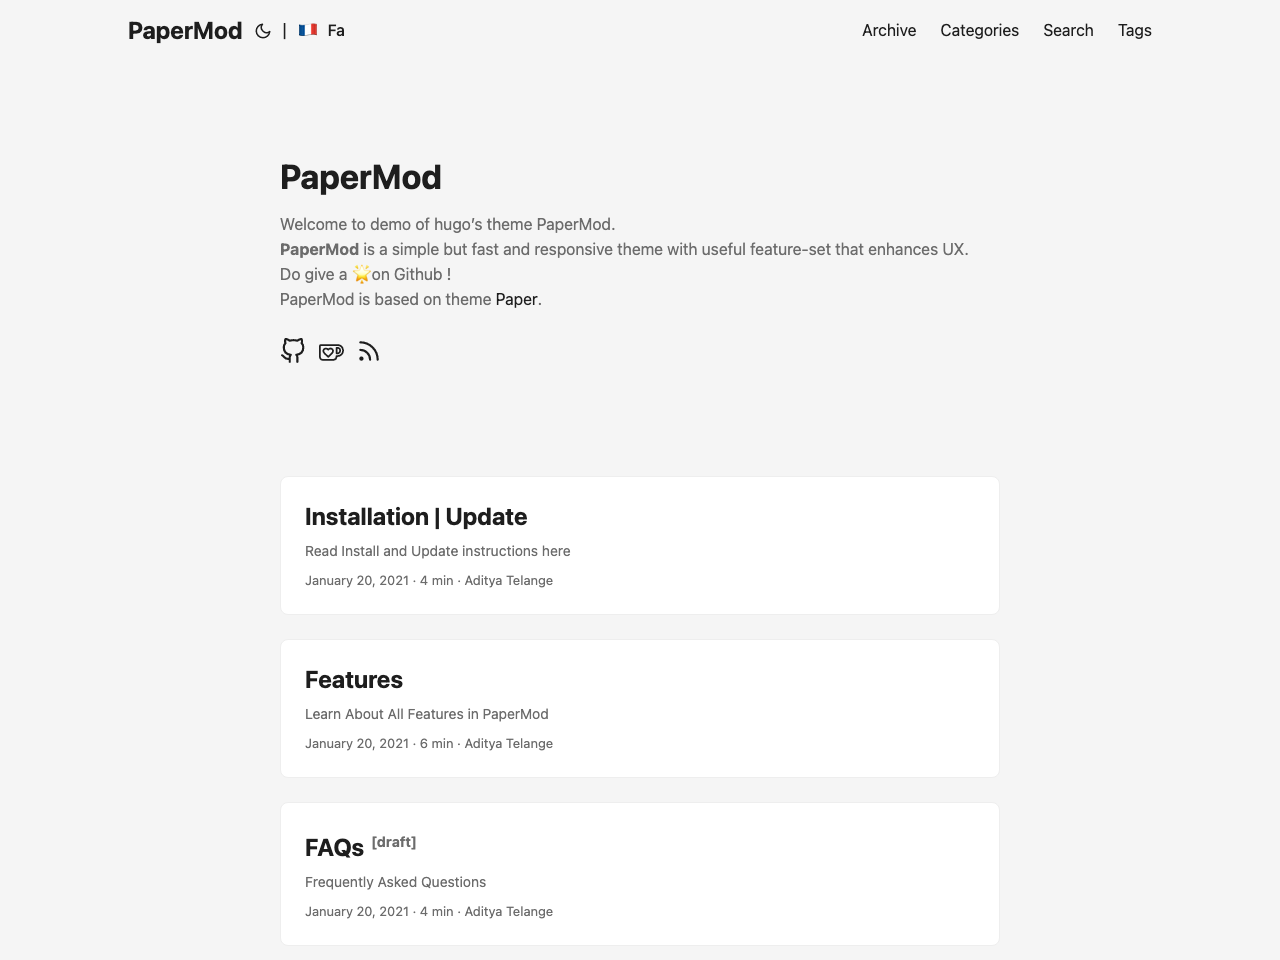 PaperMod | 🇫🇷 Fa
Archive Categories Search Tags
PaperMod
Welcome to demo of hugo’s theme PaperMod.
PaperMod is a simple but fast and responsive theme with useful feature-set that enhances UX.
Do give a 🌟on Github !
PaperMod is based on theme Paper.
Installation | Update
Read Install and Update instructions here
January 20, 2021 · 4 min · Aditya Telange
Features
Learn About All Features in PaperMod
January 20, 2021 · 6 min · Aditya Telange
FAQs [draft]
Frequently Asked Questions
January 20, 2021 · 4 min · Aditya Telange